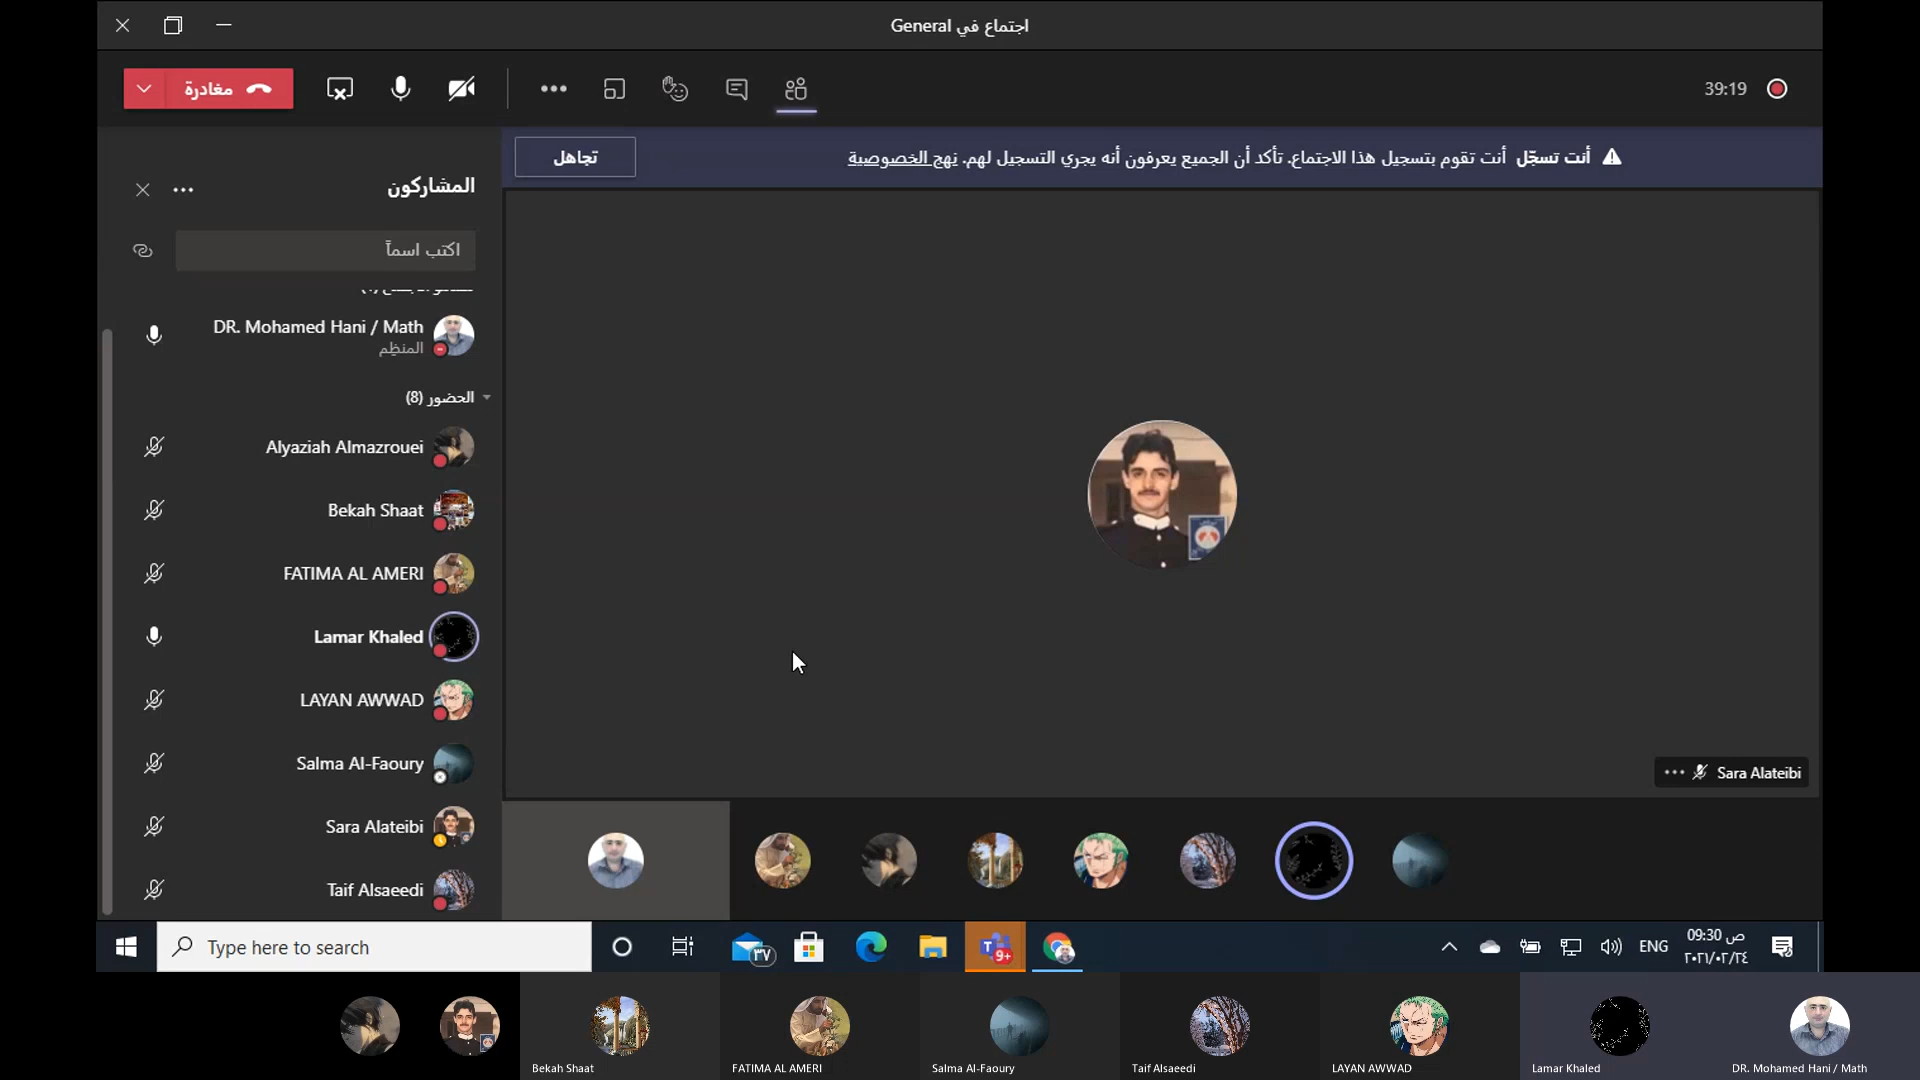 اجتماع في General
مغادرة
39:19
أنت تسجّل أنت تقوم بتسجيل هذا الاجتماع. تأكد أن الجميع يعرفون أنه يجري التسجيل لهم. نهج الخصوصية
تجاهل
المشاركون
اكتب اسماً
DR. Mohamed Hani / Math
المنظِم
الحضور (8)
Alyaziah Almazrouei
Bekah Shaat
FATIMA AL AMERI
Lamar Khaled
LAYAN AWWAD
Salma Al-Faoury
Sara Alateibi
Taif Alsaeedi
Sara Alateibi
Type here to search
٣٧
9+
ENG
09:30 ص
٢٠٢١/٠٢/٢٤
Bekah Shaat
FATIMA AL AMERI
Salma Al-Faoury
Taif Alsaeedi
LAYAN AWWAD
Lamar Khaled
DR. Mohamed Hani / Math